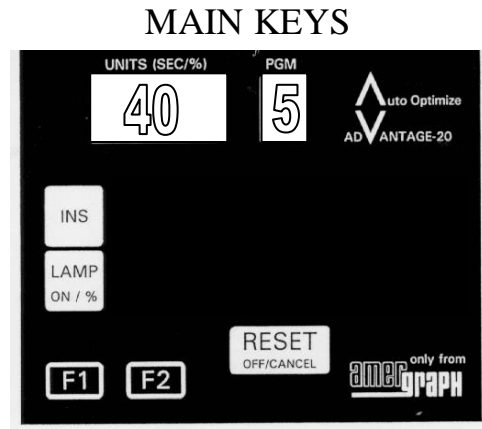 MAIN KEYS
UNITS (SEC/%) PGM
40 5
Auto Optimize
ADVANTAGE-20
INS
LAMP
ON / %
RESET
OFF/CANCEL
F1 F2
only from
amergraph